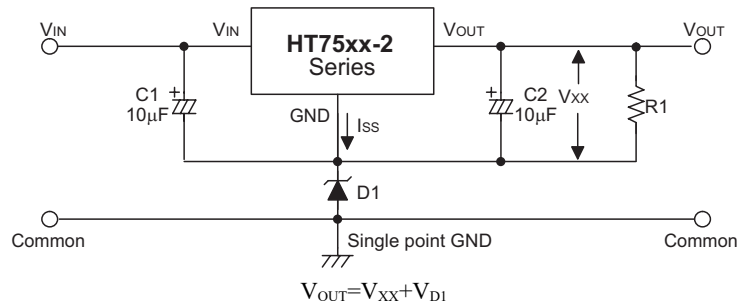 VIN
VIN
HT75xx-2
Series
VOUT
VOUT
C1
10μF
+
GND
ISS
+
C2
10μF
VXX
R1
D1
Common
Single point GND
Common
VOUT=VXX+VD1